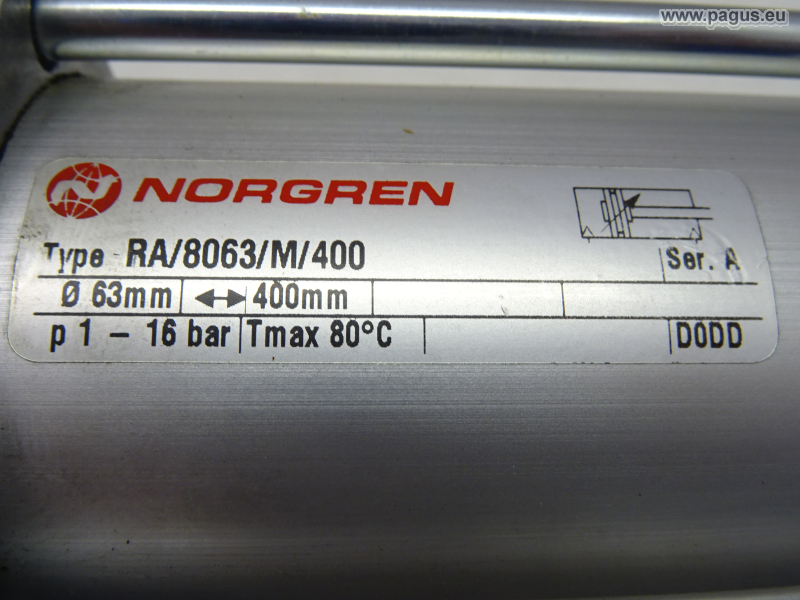 www.pagus.eu
NORGREN
Type RA/8063/M/400 Ser. A
Ø 63mm 400mm
p 1 - 16 bar Tmax 80°C D0DD